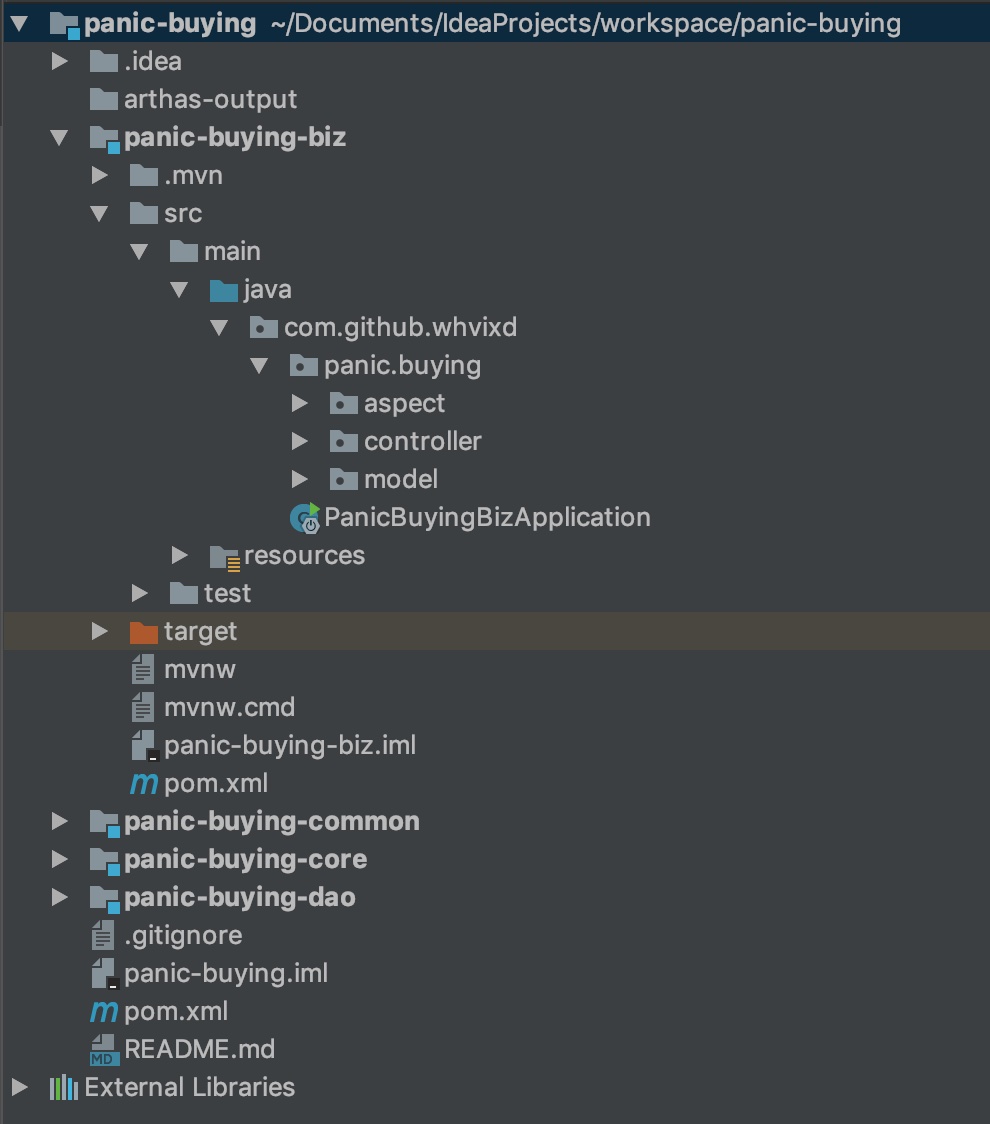 panic-buying ~/Documents/IdeaProjects/workspace/panic-buying
.idea
arthas-output
panic-buying-biz
.mvn
src
main
java
com.github.whvixd
panic.buying
aspect
controller
model
PanicBuyingBizApplication
resources
test
target
mvnw
mvnw.cmd
panic-buying-biz.iml
m pom.xml
panic-buying-common
panic-buying-core
panic-buying-dao
.gitignore
panic-buying.iml
m pom.xml
MD README.md
External Libraries